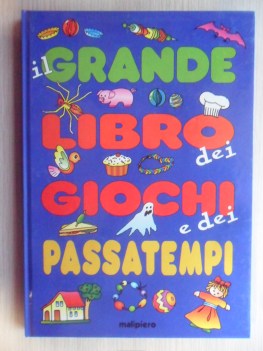 il GRANDE
LIBRO
dei
GIOCHI
e dei
PASSATEMPI
malipiero